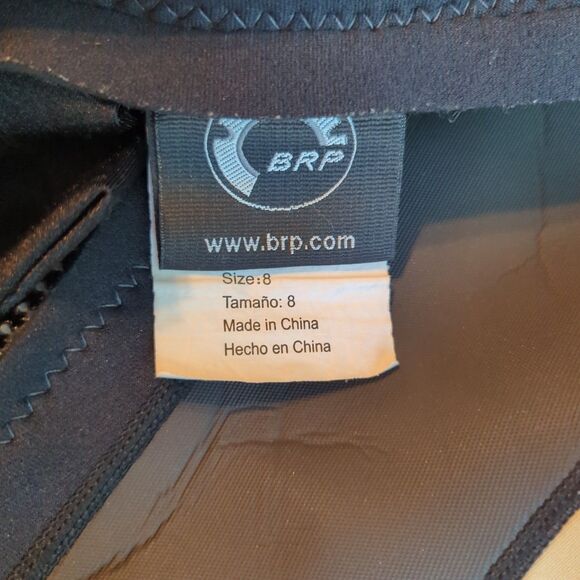 BRP
www.brp.com
Size:8
Tamaño: 8
Made in China
Hecho en China